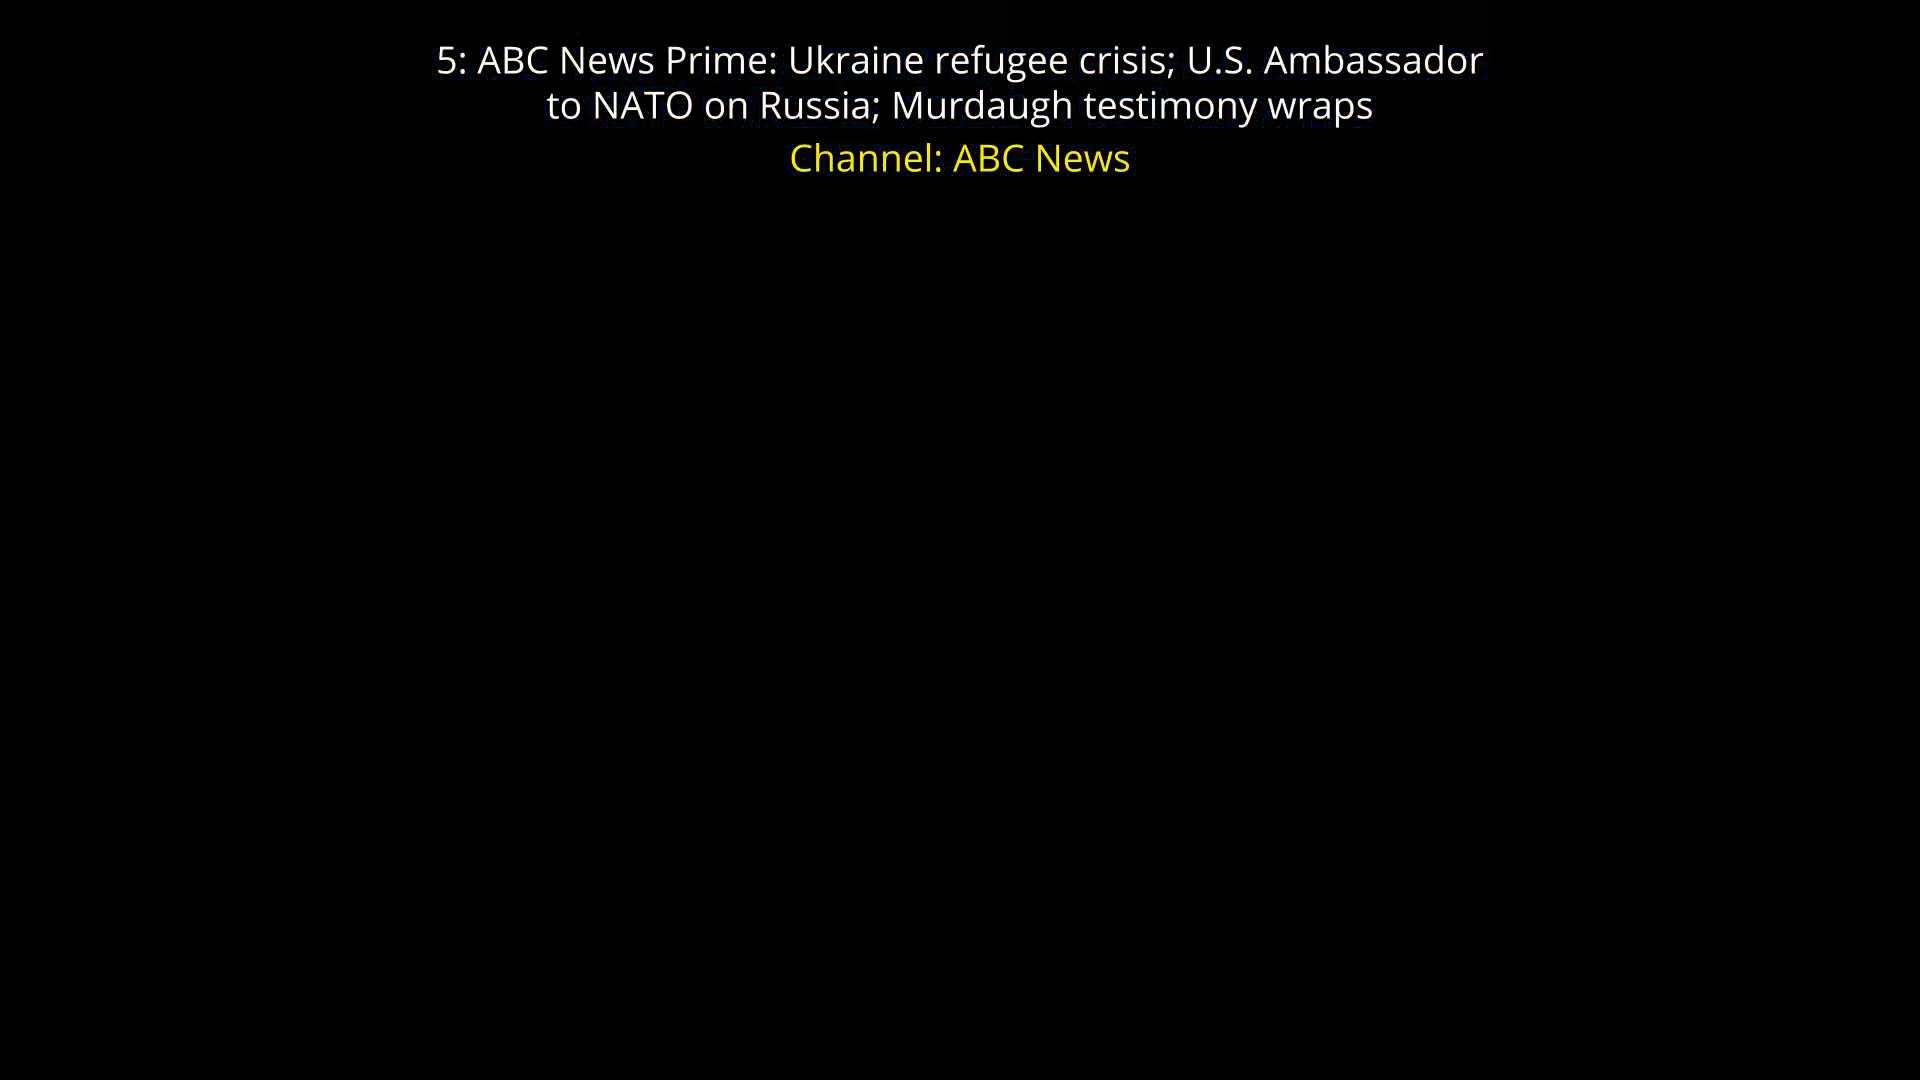 5: ABC News Prime: Ukraine refugee crisis; U.S. Ambassador
to NATO on Russia; Murdaugh testimony wraps
Channel: ABC News